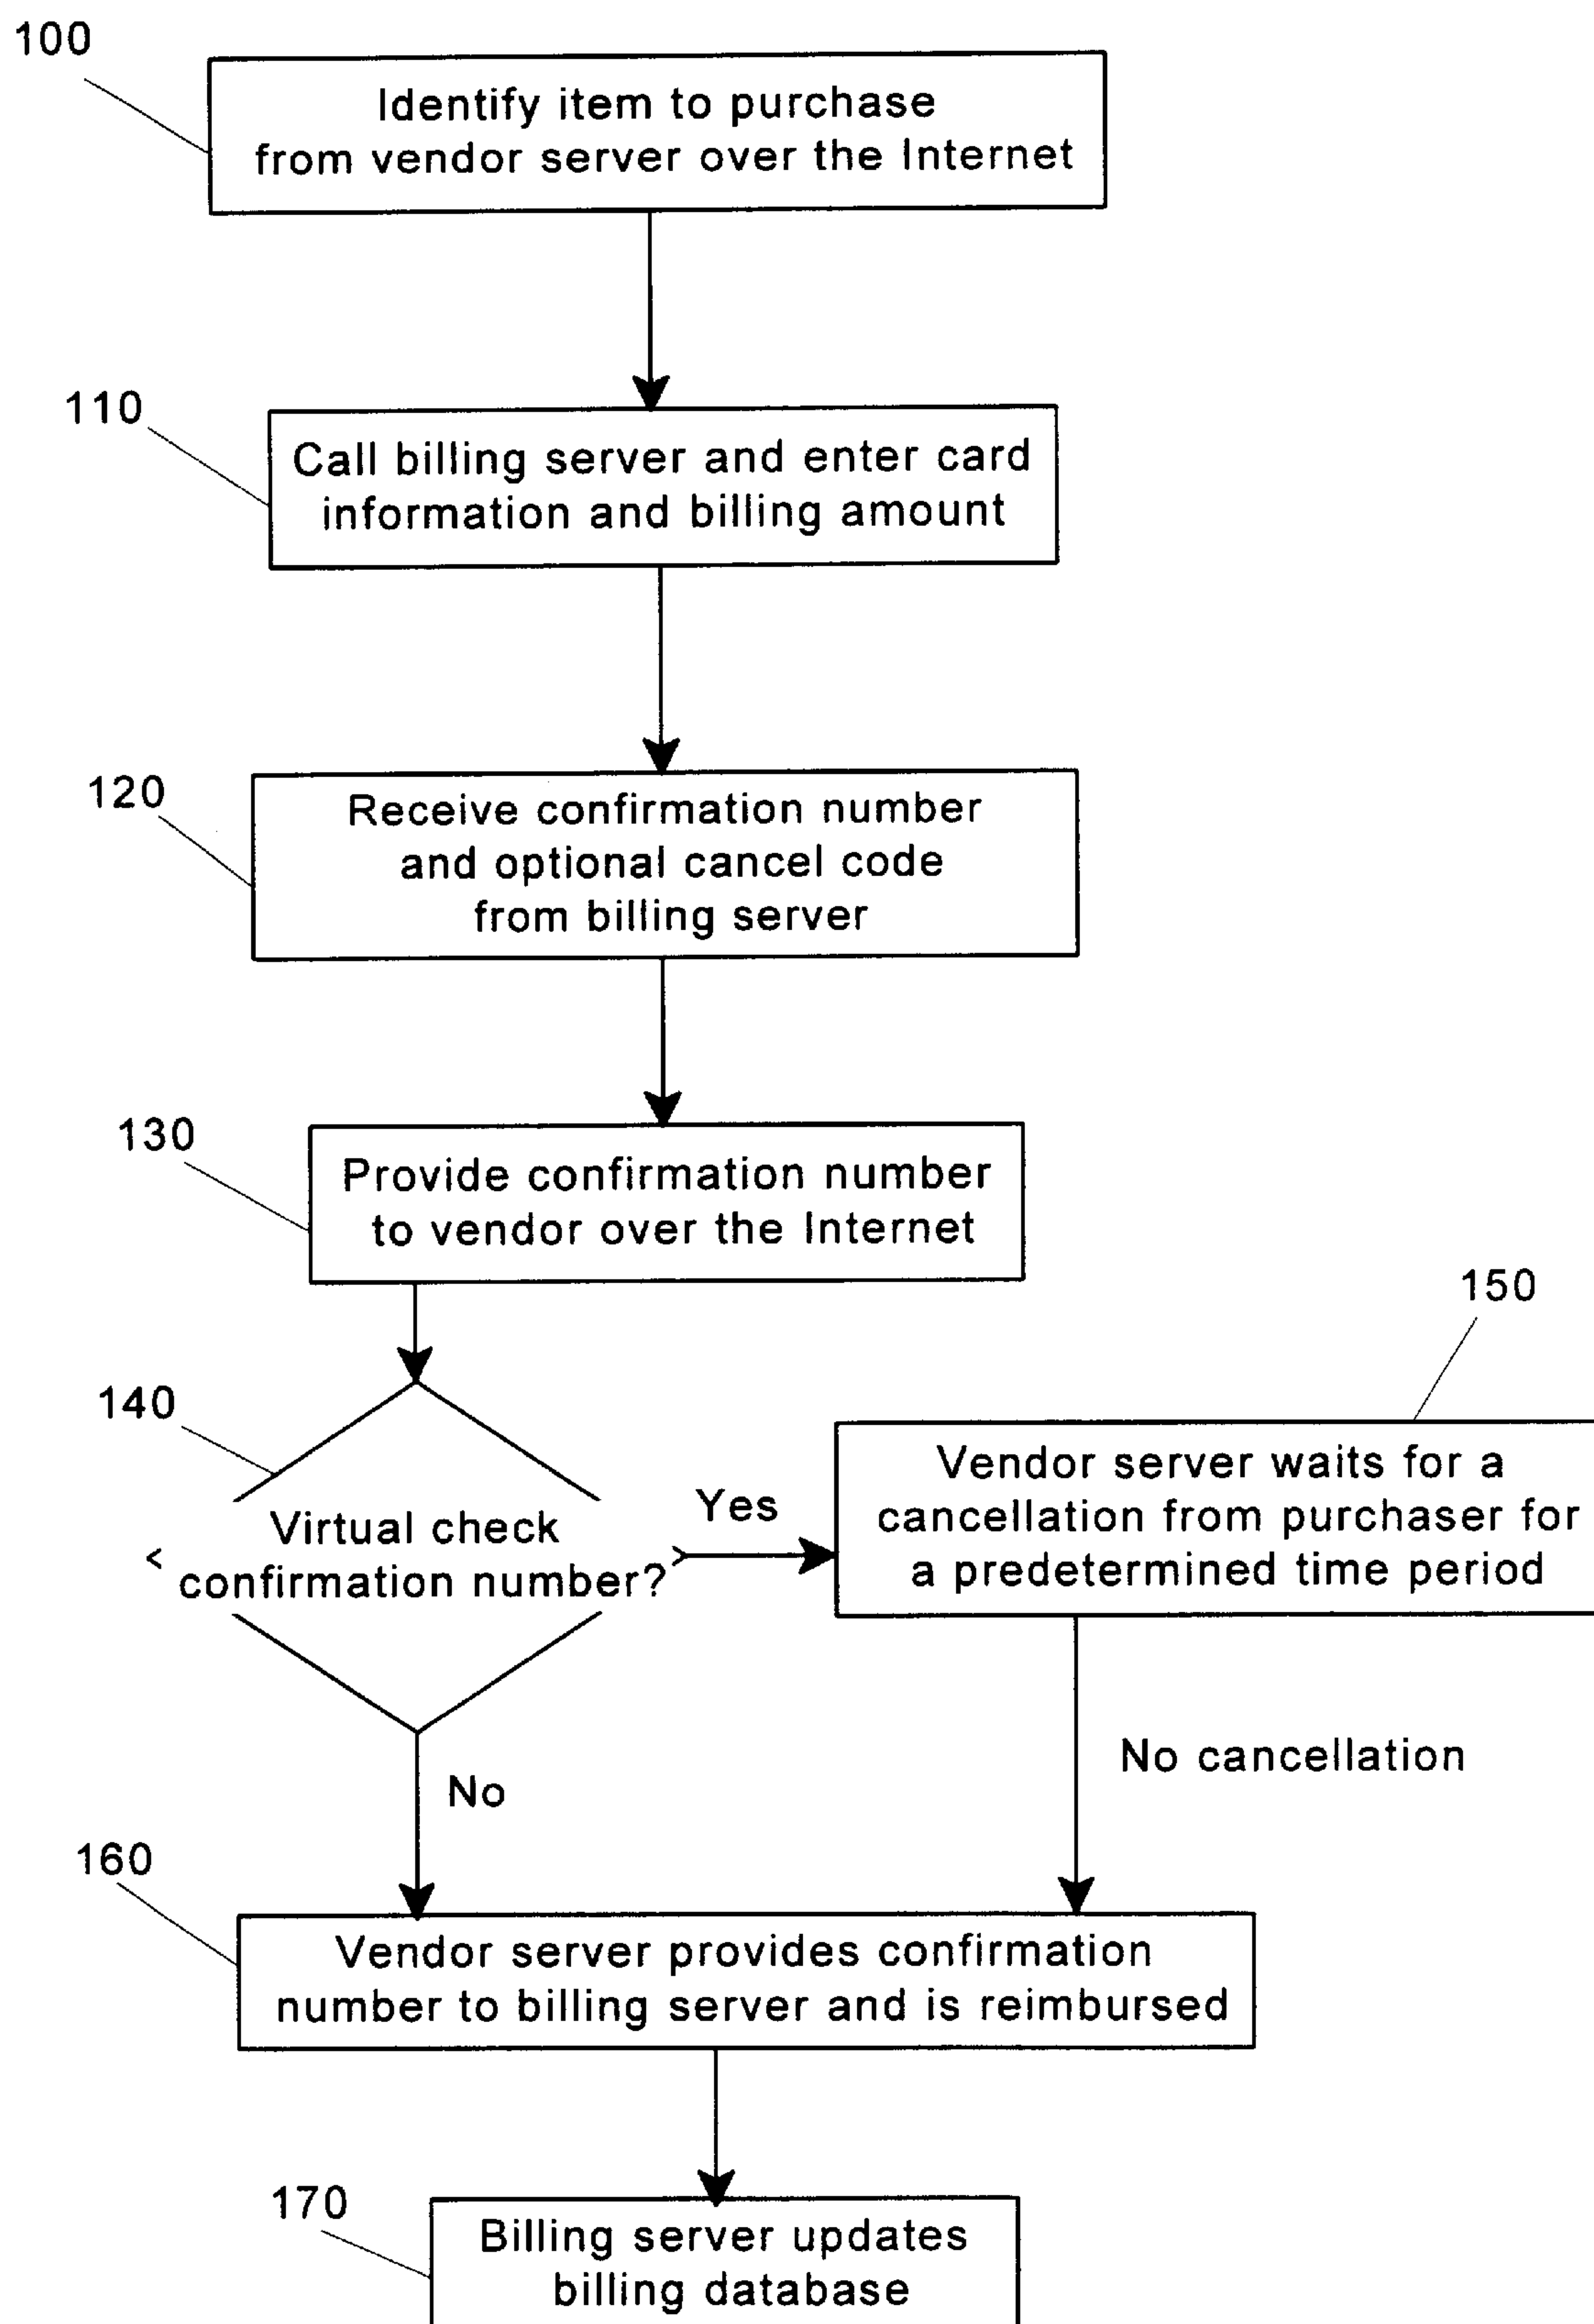 100
Identify item to purchase
from vendor server over the Internet
110
Call billing server and enter card
information and billing amount
120
Receive confirmation number
and optional cancel code
from billing server
130
Provide confirmation number
to vendor over the Internet
140
Virtual check
confirmation number?
Yes
150
Vendor server waits for a
cancellation from purchaser for
a predetermined time period
No
No cancellation
160
Vendor server provides confirmation
number to billing server and is reimbursed
170
Billing server updates
billing database